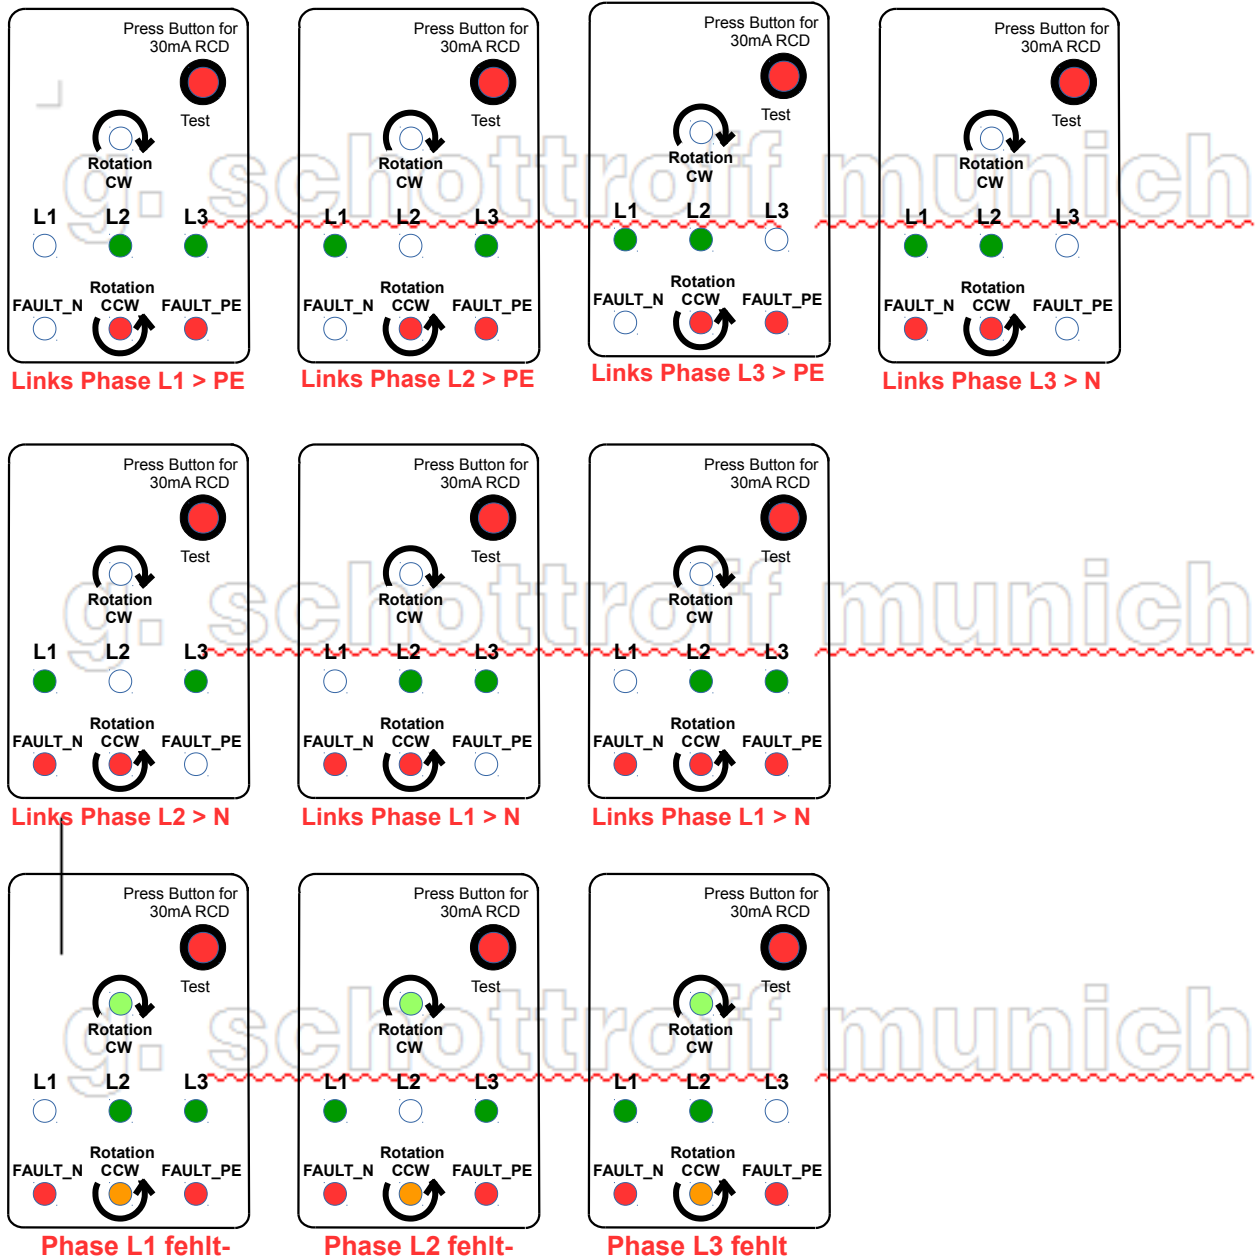 Press Button for
30mA RCD
Test
Rotation
CW
L1 L2 L3
FAULT_N Rotation CCW FAULT_PE
Links Phase L1 > PE
Press Button for
30mA RCD
Test
Rotation
CW
L1 L2 L3
FAULT_N Rotation CCW FAULT_PE
Links Phase L2 > PE
Press Button for
30mA RCD
Test
Rotation
CW
L1 L2 L3
FAULT_N Rotation CCW FAULT_PE
Links Phase L3 > PE
Press Button for
30mA RCD
Test
Rotation
CW
L1 L2 L3
FAULT_N Rotation CCW FAULT_PE
Links Phase L3 > N
g. schottroff munich
Press Button for
30mA RCD
Test
Rotation
CW
L1 L2 L3
FAULT_N Rotation CCW FAULT_PE
Links Phase L2 > N
Press Button for
30mA RCD
Test
Rotation
CW
L1 L2 L3
FAULT_N Rotation CCW FAULT_PE
Links Phase L1 > N
Press Button for
30mA RCD
Test
Rotation
CW
L1 L2 L3
FAULT_N Rotation CCW FAULT_PE
Links Phase L1 > N
g. schottroff munich
Press Button for
30mA RCD
Test
Rotation
CW
L1 L2 L3
FAULT_N Rotation CCW FAULT_PE
Phase L1 fehlt-
Press Button for
30mA RCD
Test
Rotation
CW
L1 L2 L3
FAULT_N Rotation CCW FAULT_PE
Phase L2 fehlt-
Press Button for
30mA RCD
Test
Rotation
CW
L1 L2 L3
FAULT_N Rotation CCW FAULT_PE
Phase L3 fehlt
g. schottroff munich